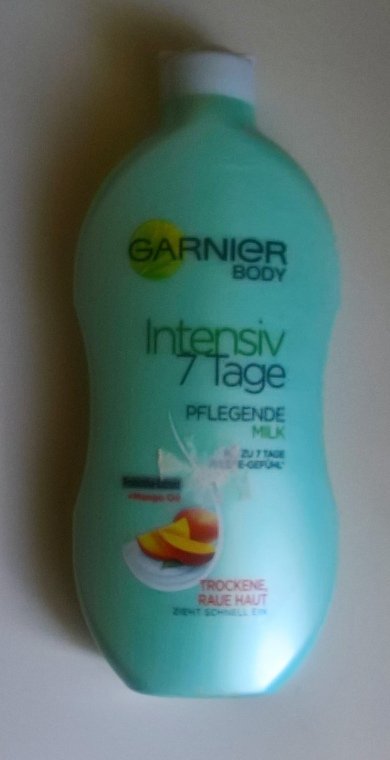 GARNIER
BODY
Intensiv
7 Tage
PFLEGENDE
MILK
ZU 7 TAGE
+Mango-Öl
TROCKENE,
RAUE HAUT
ZIEHT SCHNELL EIN